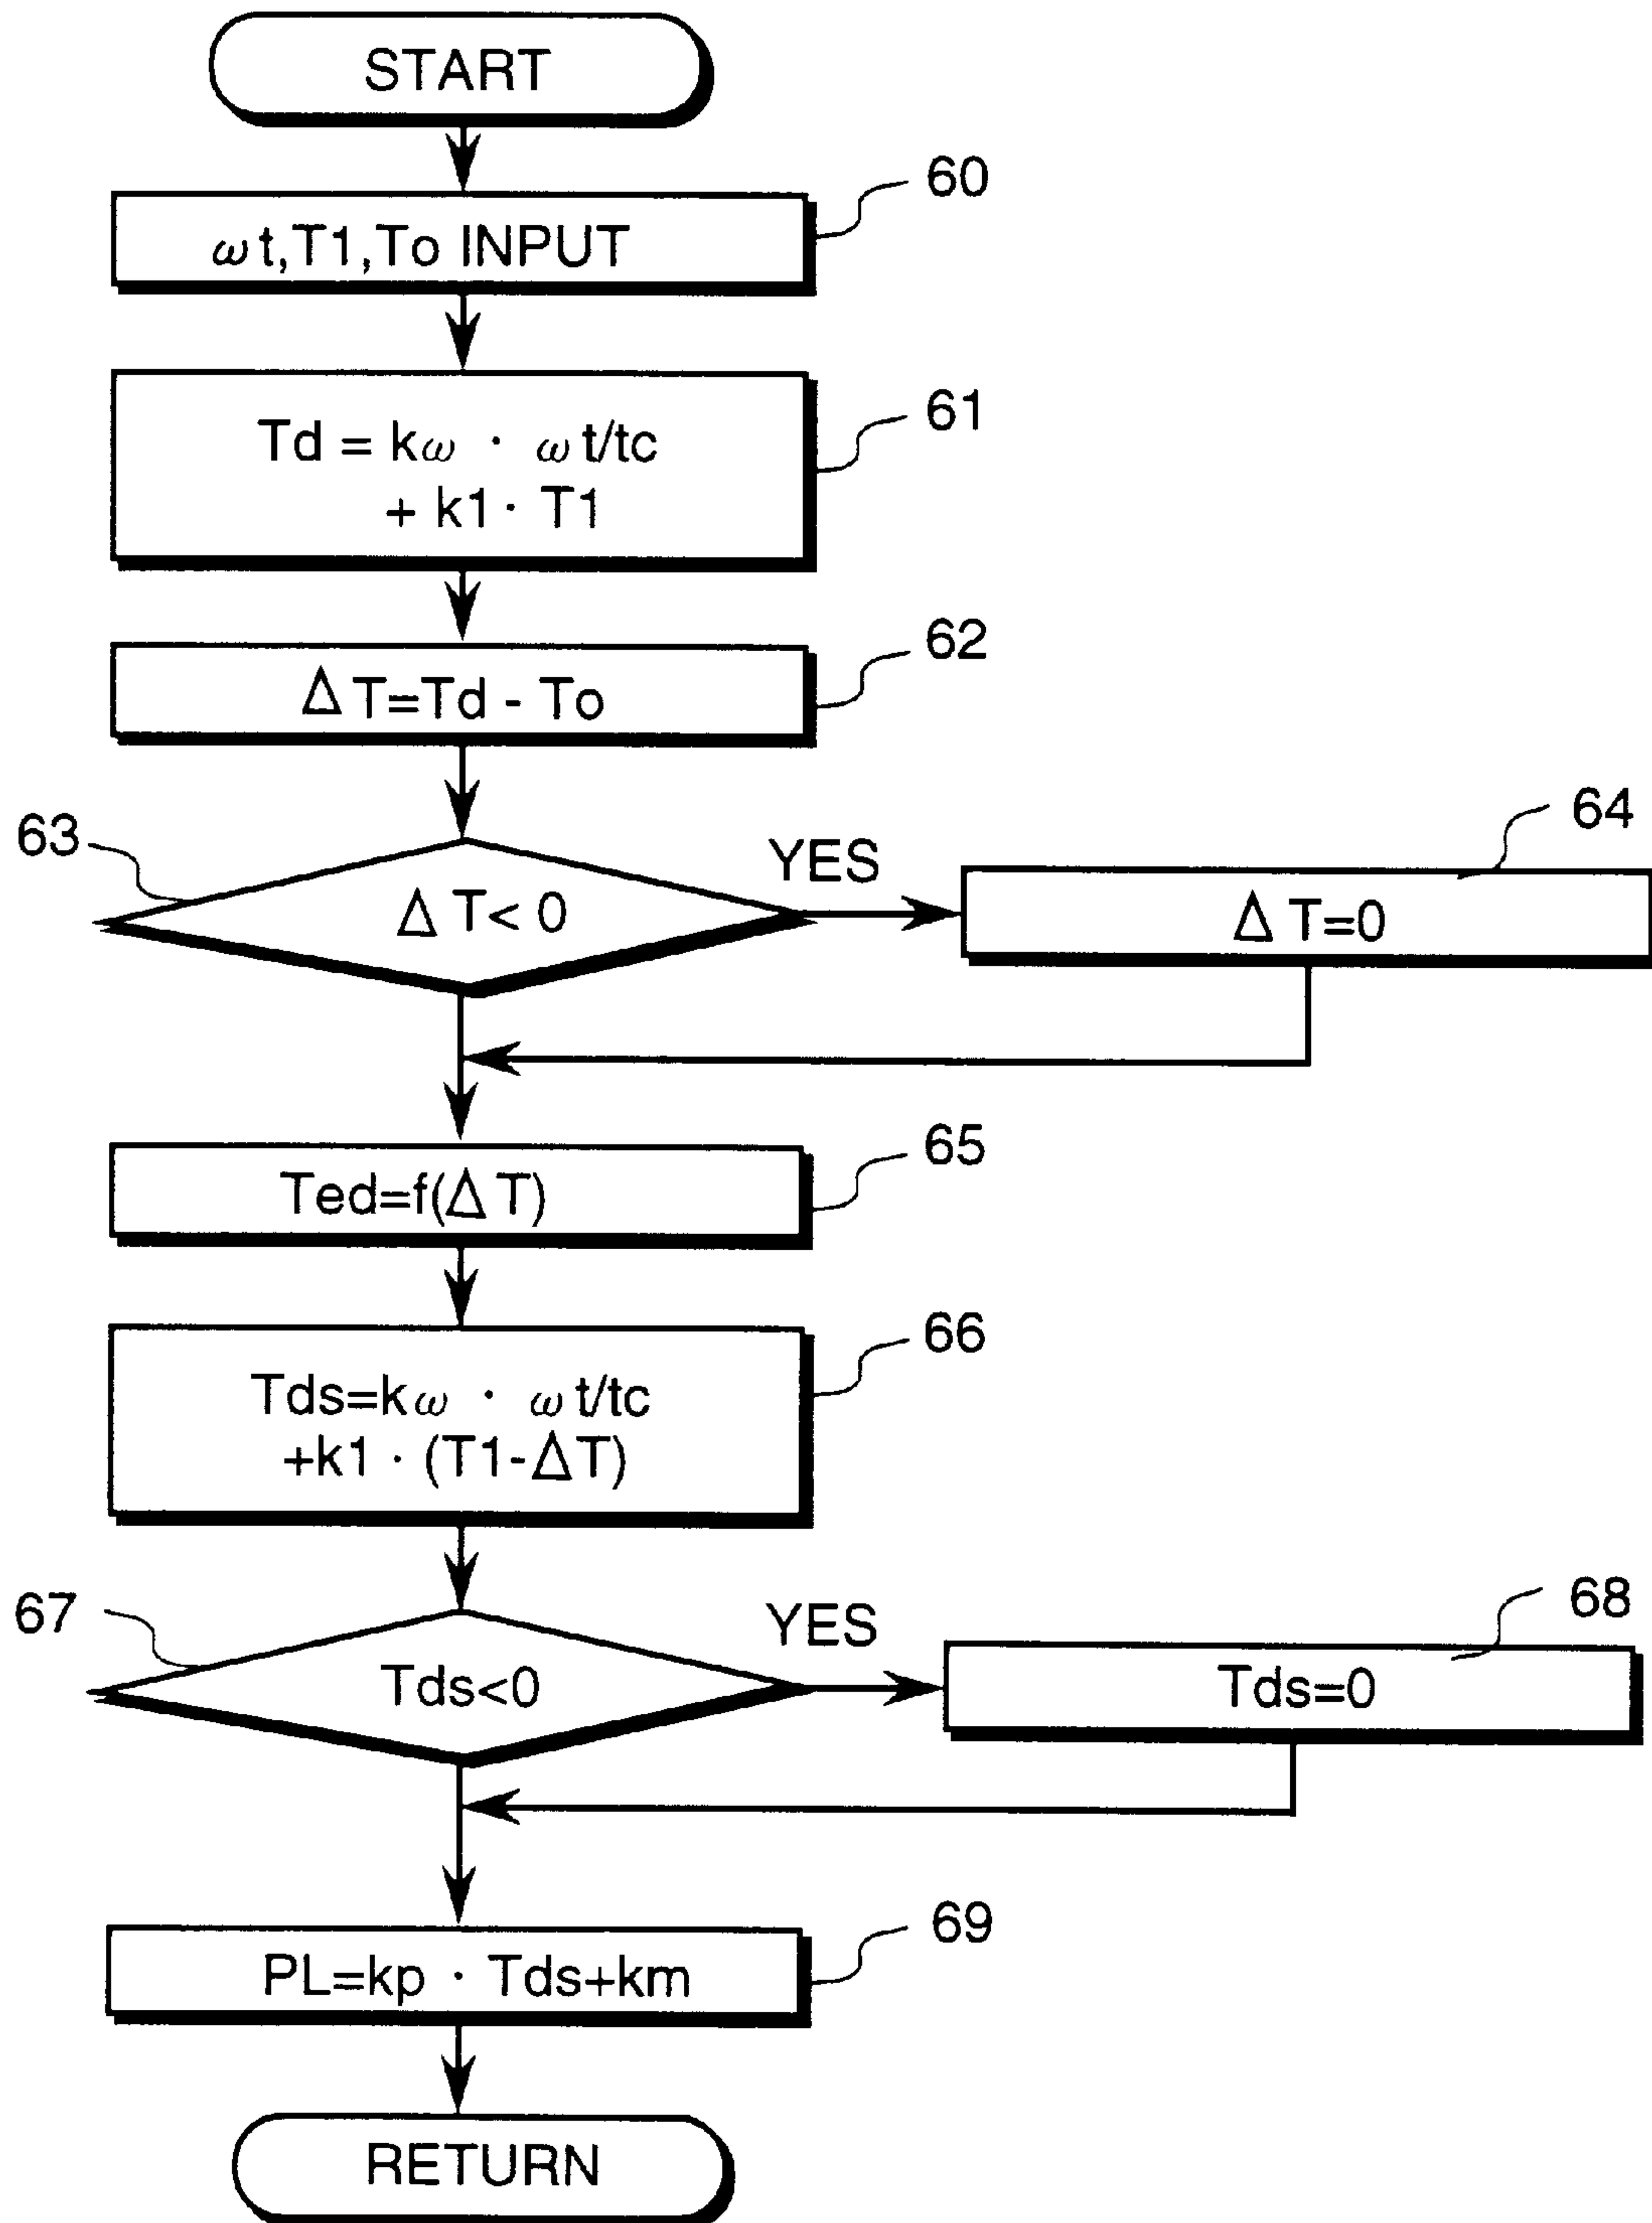 START
60
ωt,T1,To INPUT
61
Td = kω · ωt/tc
+ k1 · T1
62
ΔT=Td - To
63
ΔT< 0
YES
64
ΔT=0
65
Ted=f(ΔT)
66
Tds=kω · ωt/tc
+k1 · (T1-ΔT)
67
Tds<0
YES
68
Tds=0
69
PL=kp · Tds+km
RETURN